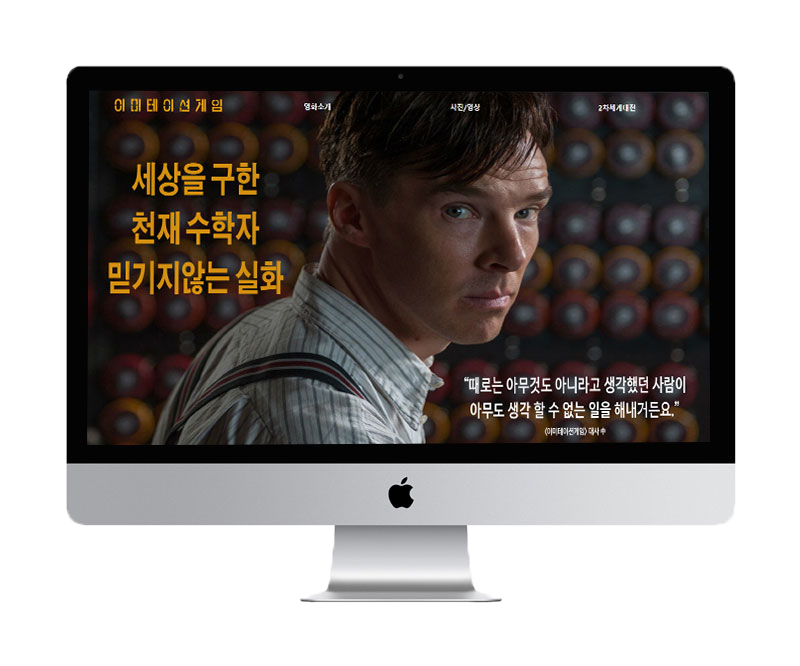 이미테이션게임
영화소개
사진/영상
2차세계대전
세상을 구한
천재 수학자
믿기지않는 실화
“때로는 아무것도 아니라고 생각했던 사람이
아무도 생각 할 수 없는 일을 해내거든요.”
<이미테이션게임> 대사 中